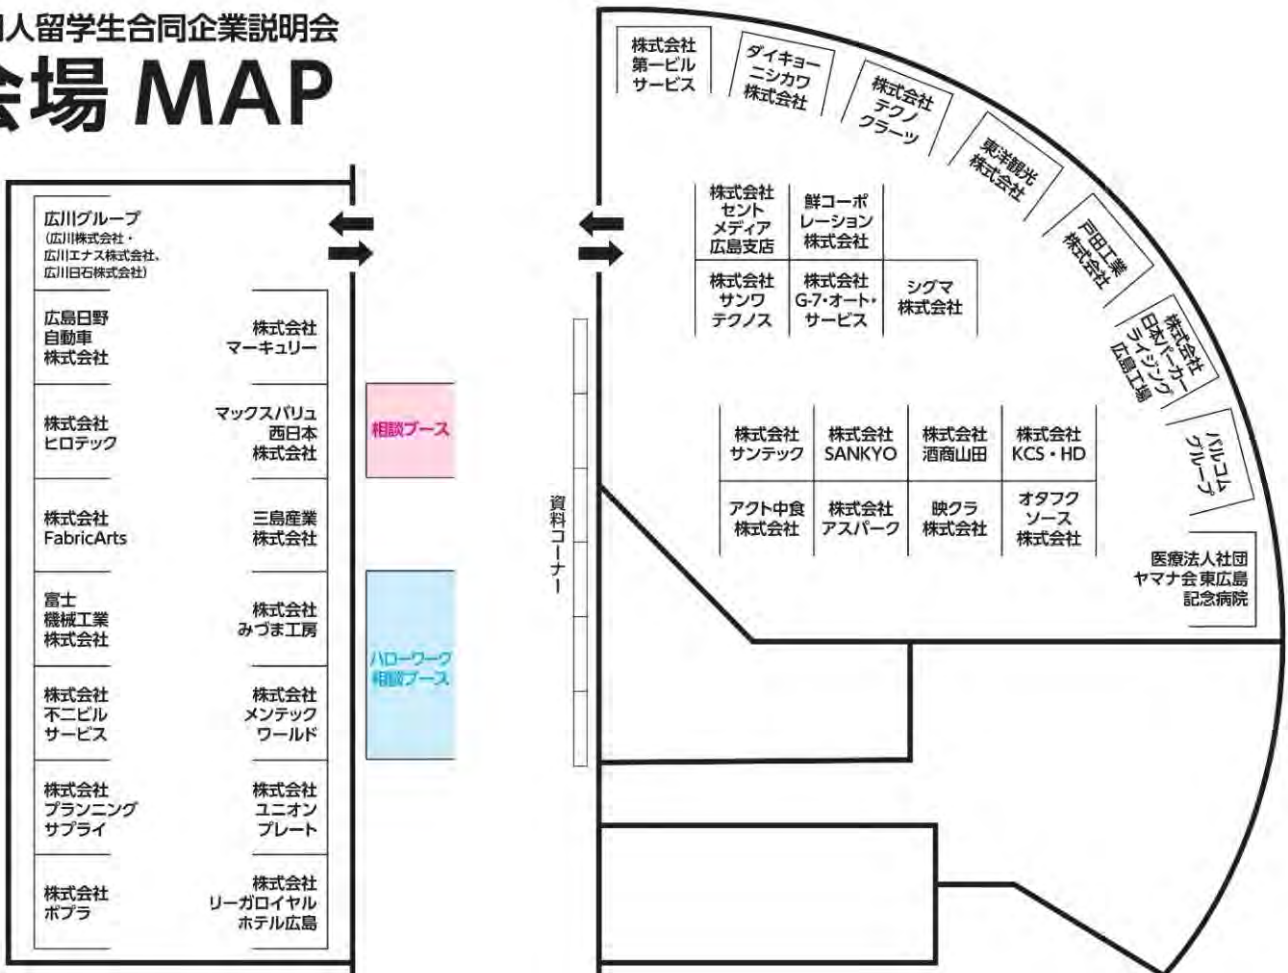 人留学生合同企業説明会
会場 MAP
広川グループ
(広川株式会社・
広川エナス株式会社、
広川日石株式会社)
広島日野
自動車
株式会社
株式会社
ヒロテック
株式会社
FabricArts
富士
機械工業
株式会社
株式会社
不二ビル
サービス
株式会社
プランニング
サプライ
株式会社
ポプラ
株式会社
マーキュリー
マックスバリュ
西日本
株式会社
三島産業
株式会社
株式会社
みづま工房
株式会社
メンテック
ワールド
株式会社
ユニオン
プレート
株式会社
リーガロイヤル
ホテル広島
相談ブース
ハローワーク
相談ブース
資料コーナー
株式会社
第一ビル
サービス
ダイキョー
ニシカワ
株式会社
株式会社
テクノ
クラーツ
東洋観光
株式会社
戸田工業
株式会社
株式会社
日本パーカー
ライジング
広島工場
バルコム
グループ
医療法人社団
ヤマナ会 東広島
記念病院
株式会社
セント
メディア
広島支店
鮮コーポ
レーション
株式会社
株式会社
サンワ
テクノス
株式会社
G-7・オート・
サービス
シグマ
株式会社
株式会社
サンテック
株式会社
SANKYO
株式会社
酒商山田
株式会社
KCS・HD
アクト中食
株式会社
株式会社
アスパーク
映クラ
株式会社
オタフク
ソース
株式会社